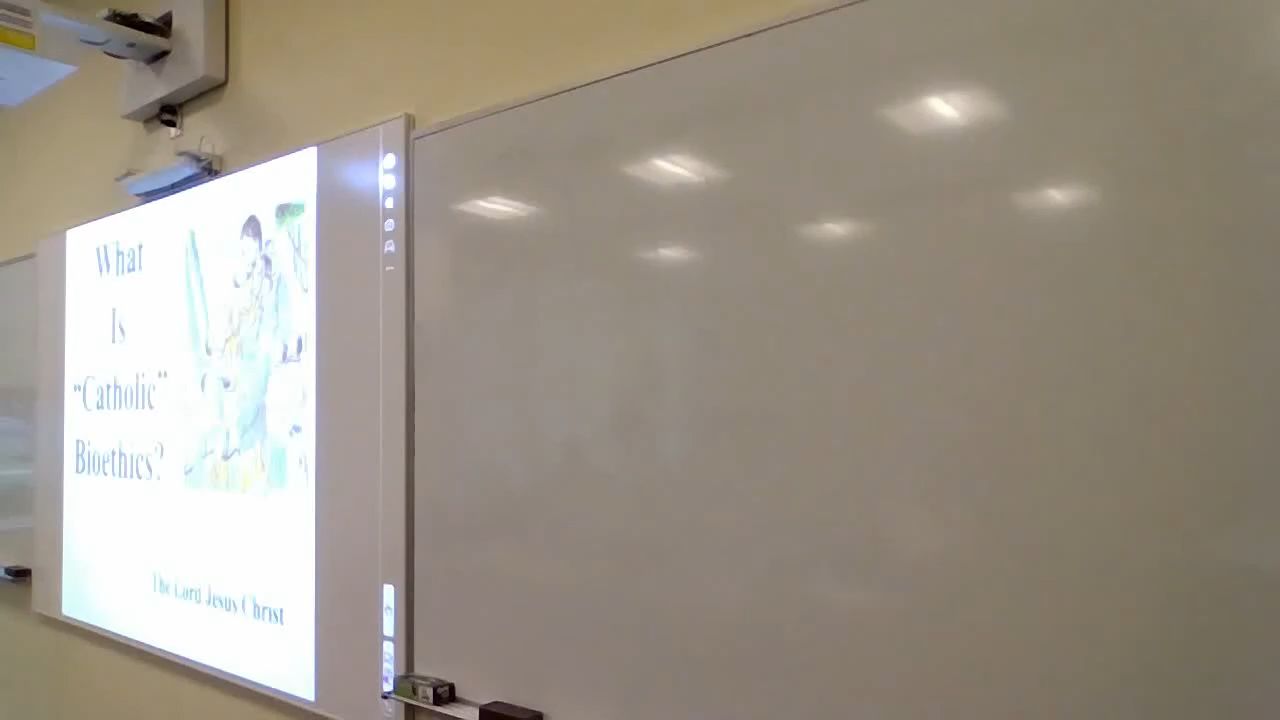 What
Is
“Catholic”
Bioethics?
The Lord Jesus Christ